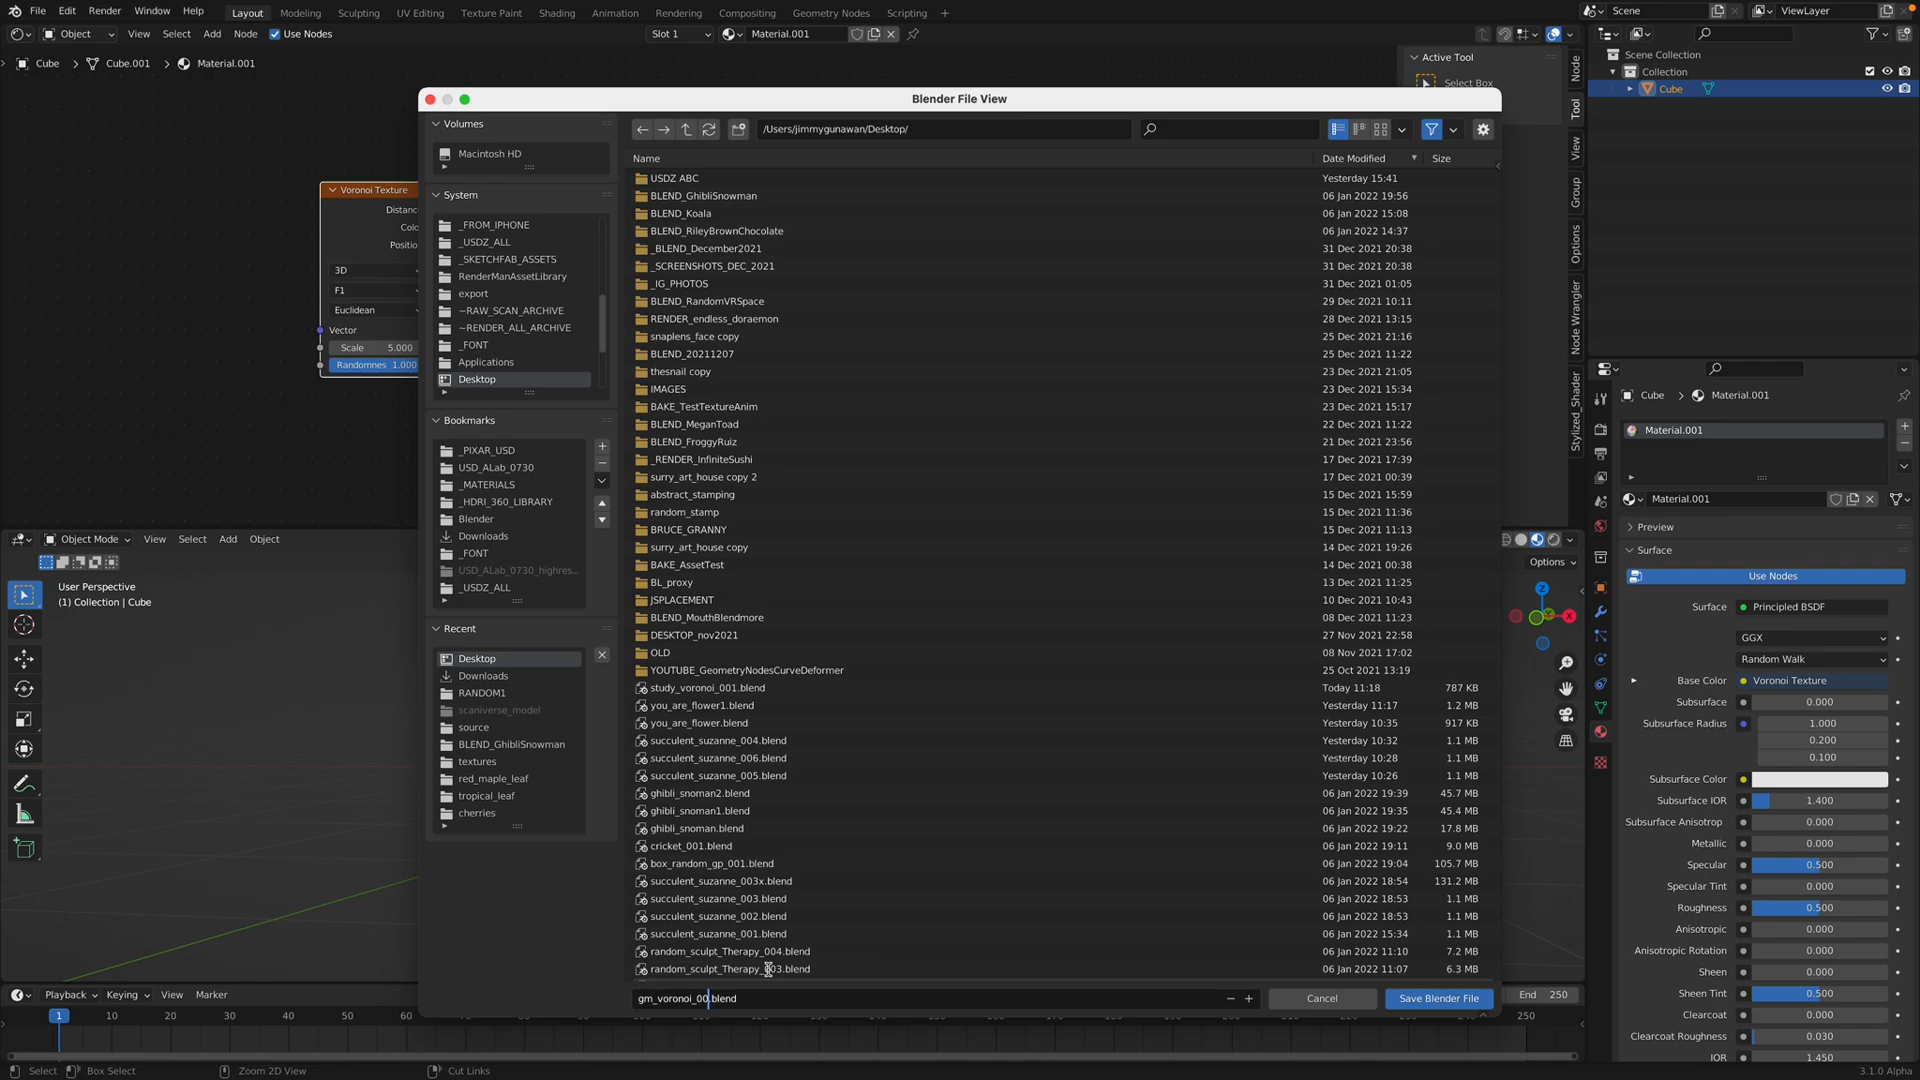 File Edit Render Window Help Layout Modeling Sculpting UV Editing Texture Paint Shading Animation Rendering Compositing Geometry Nodes Scripting + Scene ViewLayer
Object View Select Add Node Use Nodes Slot 1 Material.001
Cube > Cube.001 > Material.001
Active Tool
Select Box
Node
Tool
View
Group
Options
Node Wrangler
Stylized_Shader
Scene Collection
Collection
Cube
Voronoi Texture
Distanc
Colo
Positio
3D
F1
Euclidean
Vector
Scale 5.000
Randomnes 1.000
Blender File View
Volumes
Macintosh HD
System
_FROM_IPHONE
_USDZ_ALL
_SKETCHFAB_ASSETS
RenderManAssetLibrary
export
~RAW_SCAN_ARCHIVE
~RENDER_ALL_ARCHIVE
_FONT
Applications
Desktop
Bookmarks
_PIXAR_USD
USD_ALab_0730
_MATERIALS
_HDRI_360_LIBRARY
Blender
Downloads
_FONT
USD_ALab_0730_highres...
_USDZ_ALL
Recent
Desktop
Downloads
RANDOM1
scaniverse_model
source
BLEND_GhibliSnowman
textures
red_maple_leaf
tropical_leaf
cherries
/Users/jimmygunawan/Desktop/
Name Date Modified Size
USDZ ABC Yesterday 15:41
BLEND_GhibliSnowman 06 Jan 2022 19:56
BLEND_Koala 06 Jan 2022 15:08
BLEND_RileyBrownChocolate 06 Jan 2022 14:37
_BLEND_December2021 31 Dec 2021 20:38
_SCREENSHOTS_DEC_2021 31 Dec 2021 20:38
_IG_PHOTOS 31 Dec 2021 01:05
BLEND_RandomVRSpace 29 Dec 2021 10:11
RENDER_endless_doraemon 28 Dec 2021 13:15
snaplens_face copy 25 Dec 2021 21:16
BLEND_20211207 25 Dec 2021 11:22
thesnail copy 23 Dec 2021 21:05
IMAGES 23 Dec 2021 15:34
BAKE_TestTextureAnim 23 Dec 2021 15:17
BLEND_MeganToad 22 Dec 2021 11:22
BLEND_FroggyRuiz 21 Dec 2021 23:56
_RENDER_InfiniteSushi 17 Dec 2021 17:39
surry_art_house copy 2 17 Dec 2021 00:39
abstract_stamping 15 Dec 2021 15:59
random_stamp 15 Dec 2021 11:36
BRUCE_GRANNY 15 Dec 2021 11:13
surry_art_house copy 14 Dec 2021 19:26
BAKE_AssetTest 14 Dec 2021 00:38
BL_proxy 13 Dec 2021 11:25
JSPLACEMENT 10 Dec 2021 10:43
BLEND_MouthBlendmore 08 Dec 2021 11:23
DESKTOP_nov2021 27 Nov 2021 22:58
OLD 08 Nov 2021 17:02
YOUTUBE_GeometryNodesCurveDeformer 25 Oct 2021 13:19
study_voronoi_001.blend Today 11:18 787 KB
you_are_flower1.blend Yesterday 11:17 1.2 MB
you_are_flower.blend Yesterday 10:35 917 KB
succulent_suzanne_004.blend Yesterday 10:32 1.1 MB
succulent_suzanne_006.blend Yesterday 10:28 1.1 MB
succulent_suzanne_005.blend Yesterday 10:26 1.1 MB
ghibli_snoman2.blend 06 Jan 2022 19:39 45.7 MB
ghibli_snoman1.blend 06 Jan 2022 19:35 45.4 MB
ghibli_snoman.blend 06 Jan 2022 19:22 17.8 MB
cricket_001.blend 06 Jan 2022 19:11 9.0 MB
box_random_gp_001.blend 06 Jan 2022 19:04 105.7 MB
succulent_suzanne_003x.blend 06 Jan 2022 18:54 131.2 MB
succulent_suzanne_003.blend 06 Jan 2022 18:53 1.1 MB
succulent_suzanne_002.blend 06 Jan 2022 18:53 1.1 MB
succulent_suzanne_001.blend 06 Jan 2022 15:34 1.1 MB
random_sculpt_Therapy_004.blend 06 Jan 2022 11:10 7.2 MB
random_sculpt_Therapy_003.blend 06 Jan 2022 11:07 6.3 MB
gm_voronoi_00.blend − + Cancel Save Blender File
Object Mode View Select Add Object
User Perspective
(1) Collection | Cube
Options
Z
X
Cube > Material.001
Material.001
Material.001
Preview
Surface
Use Nodes
Surface Principled BSDF
GGX
Random Walk
Base Color Voronoi Texture
Subsurface 0.000
Subsurface Radius 1.000
0.200
0.100
Subsurface Color
Subsurface IOR 1.400
Subsurface Anisotrop 0.000
Metallic 0.000
Specular 0.500
Specular Tint 0.000
Roughness 0.500
Anisotropic 0.000
Anisotropic Rotation 0.000
Sheen 0.000
Sheen Tint 0.500
Clearcoat 0.000
Clearcoat Roughness 0.030
IOR 1.450
Playback Keying View Marker End 250
1 10 20 30 40 50 60 250
Select Box Select Zoom 2D View Cut Links 3.1.0 Alpha